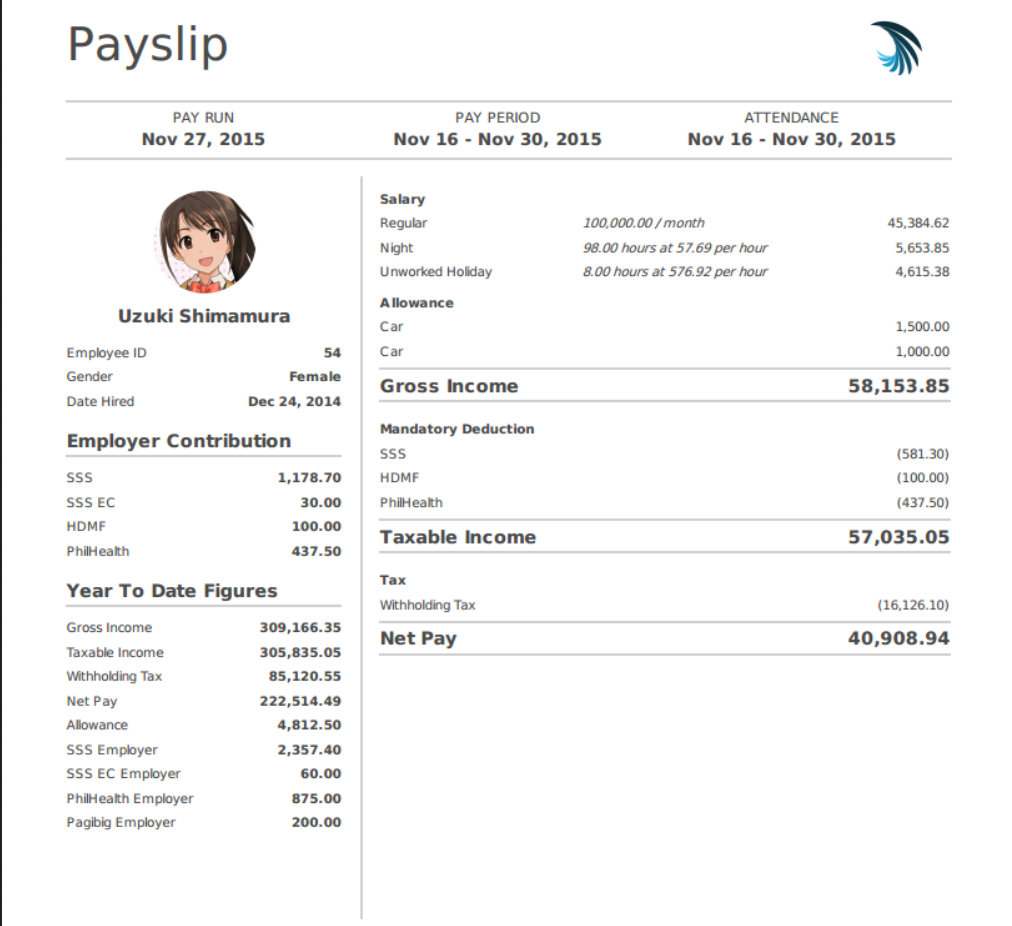 Payslip
PAY RUN PAY PERIOD ATTENDANCE
Nov 27, 2015 Nov 16 - Nov 30, 2015 Nov 16 - Nov 30, 2015
Uzuki Shimamura
Employee ID 54
Gender Female
Date Hired Dec 24, 2014
Employer Contribution
SSS 1,178.70
SSS EC 30.00
HDMF 100.00
PhilHealth 437.50
Year To Date Figures
Gross Income 309,166.35
Taxable Income 305,835.05
Withholding Tax 85,120.55
Net Pay 222,514.49
Allowance 4,812.50
SSS Employer 2,357.40
SSS EC Employer 60.00
PhilHealth Employer 875.00
Pagibig Employer 200.00
Salary
Regular 100,000.00 / month 45,384.62
Night 98.00 hours at 57.69 per hour 5,653.85
Unworked Holiday 8.00 hours at 576.92 per hour 4,615.38
Allowance
Car 1,500.00
Car 1,000.00
Gross Income 58,153.85
Mandatory Deduction
SSS (581.30)
HDMF (100.00)
PhilHealth (437.50)
Taxable Income 57,035.05
Tax
Withholding Tax (16,126.10)
Net Pay 40,908.94